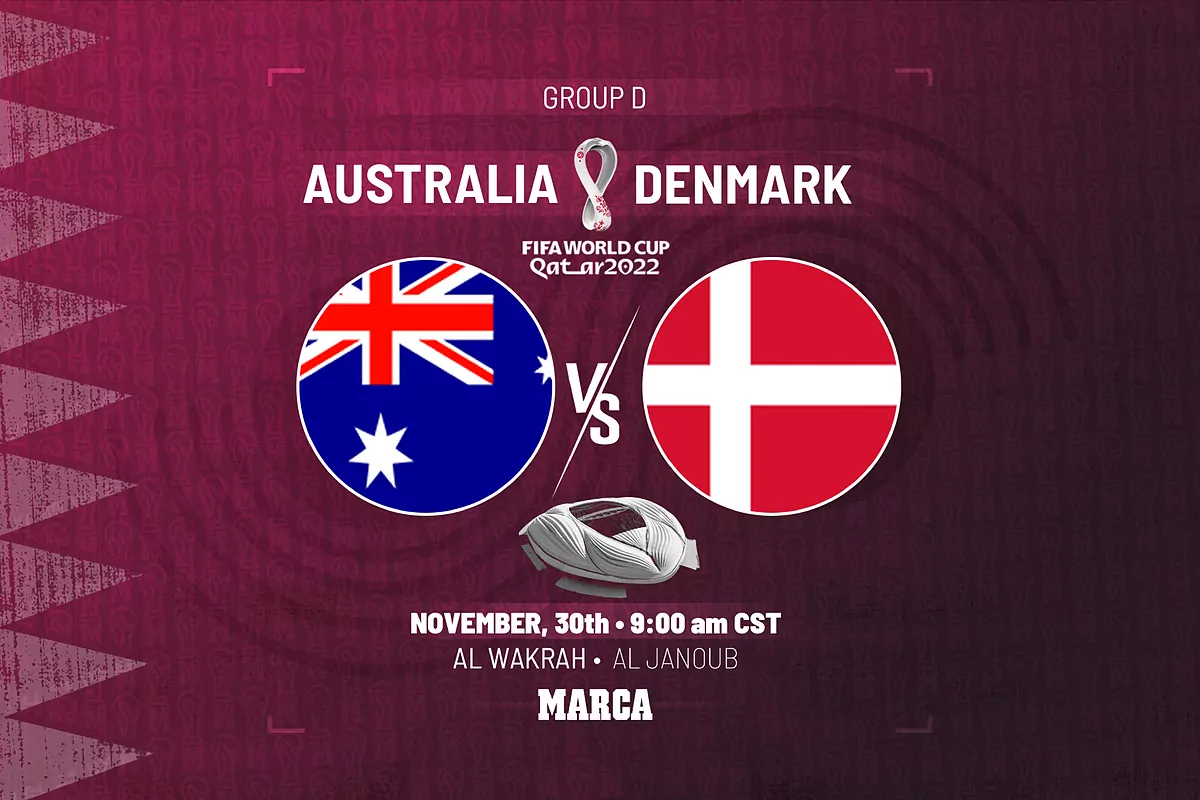 GROUP D
AUSTRALIA DENMARK
FIFA WORLD CUP
Qatar2022
VS
NOVEMBER, 30th • 9:00 am CST
AL WAKRAH • AL JANOUB
MARCA